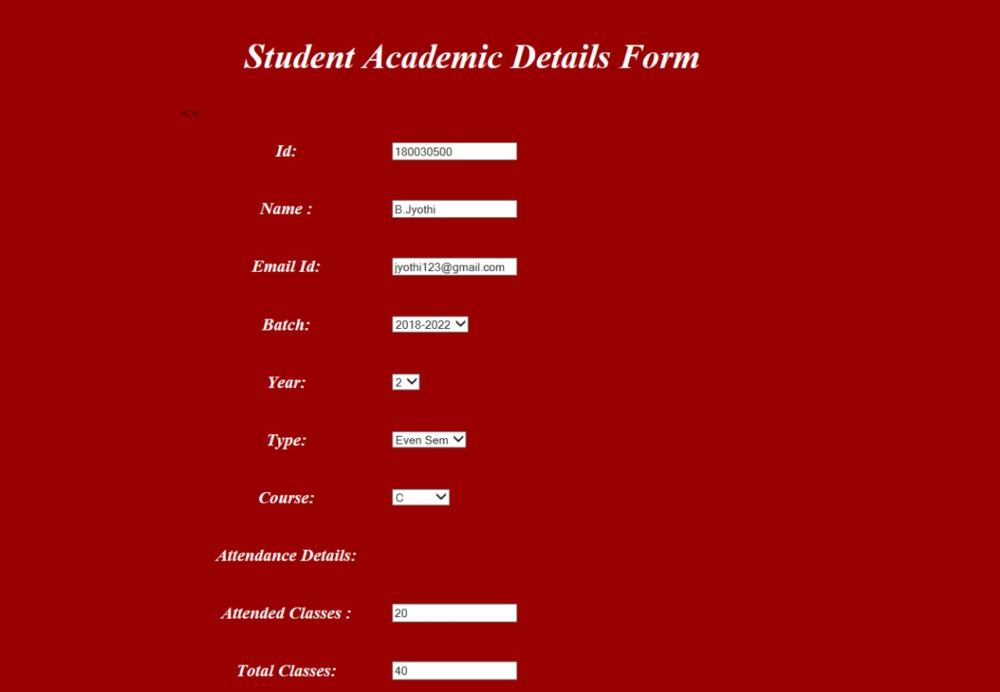 Student Academic Details Form
<<
Id: 180030500
Name : B.Jyothi
Email Id: jyothi123@gmail.com
Batch: 2018-2022
Year: 2
Type: Even Sem
Course: C
Attendance Details:
Attended Classes : 20
Total Classes: 40